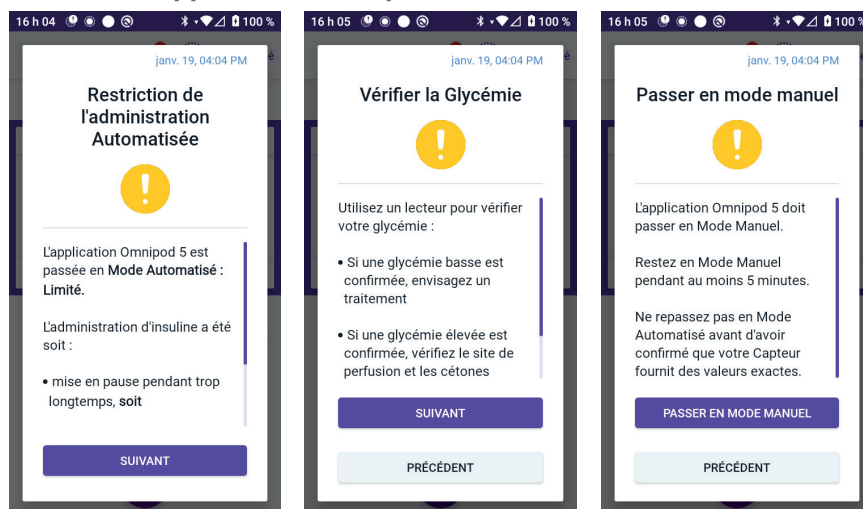 16 h 04 100 %
janv. 19, 04:04 PM
Restriction de
l'administration
Automatisée
L'application Omnipod 5 est
passée en Mode Automatisé :
Limité.
L'administration d'insuline a été
soit :
• mise en pause pendant trop
longtemps, soit
SUIVANT
16 h 05 100 %
janv. 19, 04:04 PM
Vérifier la Glycémie
Utilisez un lecteur pour vérifier
votre glycémie :
• Si une glycémie basse est
confirmée, envisagez un
traitement
• Si une glycémie élevée est
confirmée, vérifiez le site de
perfusion et les cétones
SUIVANT
PRÉCÉDENT
16 h 05 100 %
janv. 19, 04:04 PM
Passer en mode manuel
L'application Omnipod 5 doit
passer en Mode Manuel.
Restez en Mode Manuel
pendant au moins 5 minutes.
Ne repassez pas en Mode
Automatisé avant d'avoir
confirmé que votre Capteur
fournit des valeurs exactes.
PASSER EN MODE MANUEL
PRÉCÉDENT